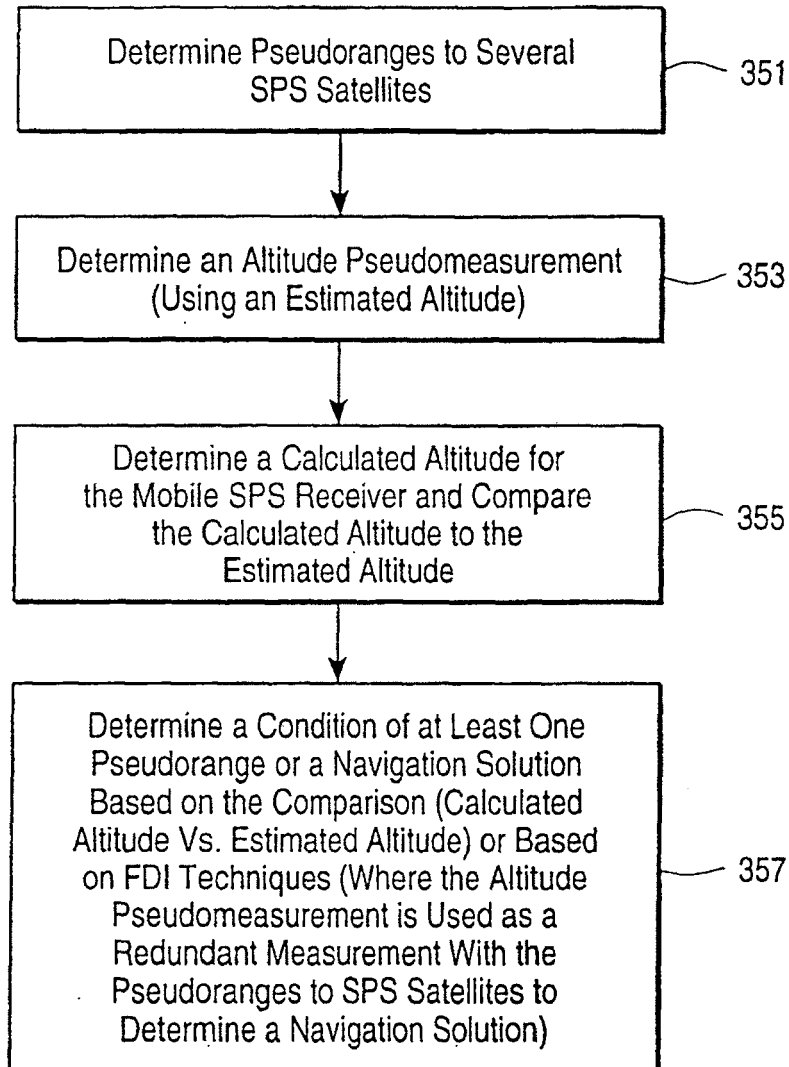 Determine Pseudoranges to Several
SPS Satellites
351
Determine an Altitude Pseudomeasurement
(Using an Estimated Altitude)
353
Determine a Calculated Altitude for
the Mobile SPS Receiver and Compare
the Calculated Altitude to the
Estimated Altitude
355
Determine a Condition of at Least One
Pseudorange or a Navigation Solution
Based on the Comparison (Calculated
Altitude Vs. Estimated Altitude) or Based
on FDI Techniques (Where the Altitude
Pseudomeasurement is Used as a
Redundant Measurement With the
Pseudoranges to SPS Satellites to
Determine a Navigation Solution)
357